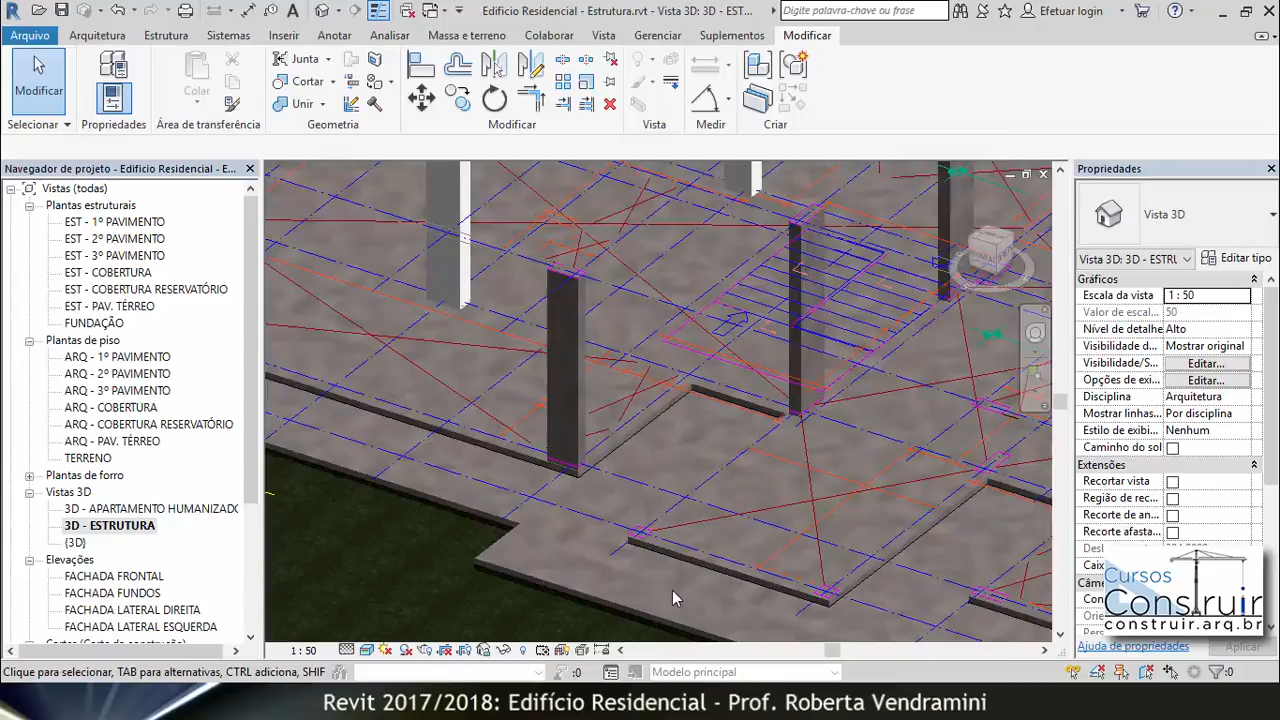 Edificio Residencial - Estrutura.rvt - Vista 3D: 3D - EST...
Digite palavra-chave ou frase
Efetuar login
Arquivo
Arquitetura
Estrutura
Sistemas
Inserir
Anotar
Analisar
Massa e terreno
Colaborar
Vista
Gerenciar
Suplementos
Modificar
Modificar
Colar
Junta
Cortar
Unir
Selecionar
Propriedades
Área de transferência
Geometria
Modificar
Vista
Medir
Criar
Navegador de projeto - Edificio Residencial - E...
Vistas (todas)
Plantas estruturais
EST - 1º PAVIMENTO
EST - 2º PAVIMENTO
EST - 3º PAVIMENTO
EST - COBERTURA
EST - COBERTURA RESERVATÓRIO
EST - PAV. TÉRREO
FUNDAÇÃO
Plantas de piso
ARQ - 1º PAVIMENTO
ARQ - 2º PAVIMENTO
ARQ - 3º PAVIMENTO
ARQ - COBERTURA
ARQ - COBERTURA RESERVATÓRIO
ARQ - PAV. TÉRREO
TERRENO
Plantas de forro
Vistas 3D
3D - APARTAMENTO HUMANIZADO
3D - ESTRUTURA
{3D}
Elevações
FACHADA FRONTAL
FACHADA FUNDOS
FACHADA LATERAL DIREITA
FACHADA LATERAL ESQUERDA
Propriedades
Vista 3D
Vista 3D: 3D - ESTRU
Editar tipo
Gráficos
Escala da vista 1 : 50
Valor de escal... 50
Nível de detalhe Alto
Visibilidade d... Mostrar original
Visibilidade/S... Editar...
Opções de exi... Editar...
Disciplina Arquitetura
Mostrar linhas... Por disciplina
Estilo de exibi... Nenhum
Caminho do sol
Extensões
Recortar vista
Região de rec...
Recorte de an...
Recorte afasta...
Cursos
Construir
construir.arq.br
Ajuda de propriedades
Aplicar
1 : 50
Clique para selecionar, TAB para alternativas, CTRL adiciona, SHIF
:0
Modelo principal
:0
Revit 2017/2018: Edifício Residencial - Prof. Roberta Vendramini